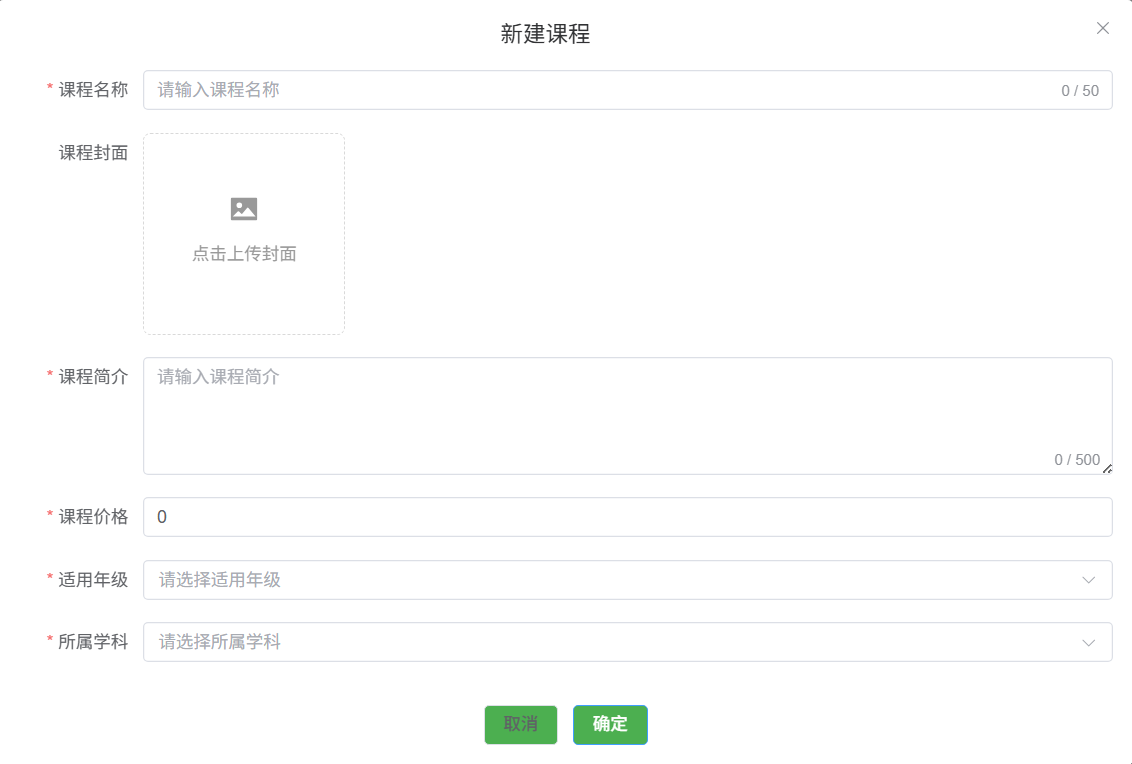 新建课程
* 课程名称 请输入课程名称 0 / 50
课程封面
点击上传封面
* 课程简介 请输入课程简介
0 / 500
* 课程价格 0
* 适用年级 请选择适用年级
* 所属学科 请选择所属学科
取消 确定